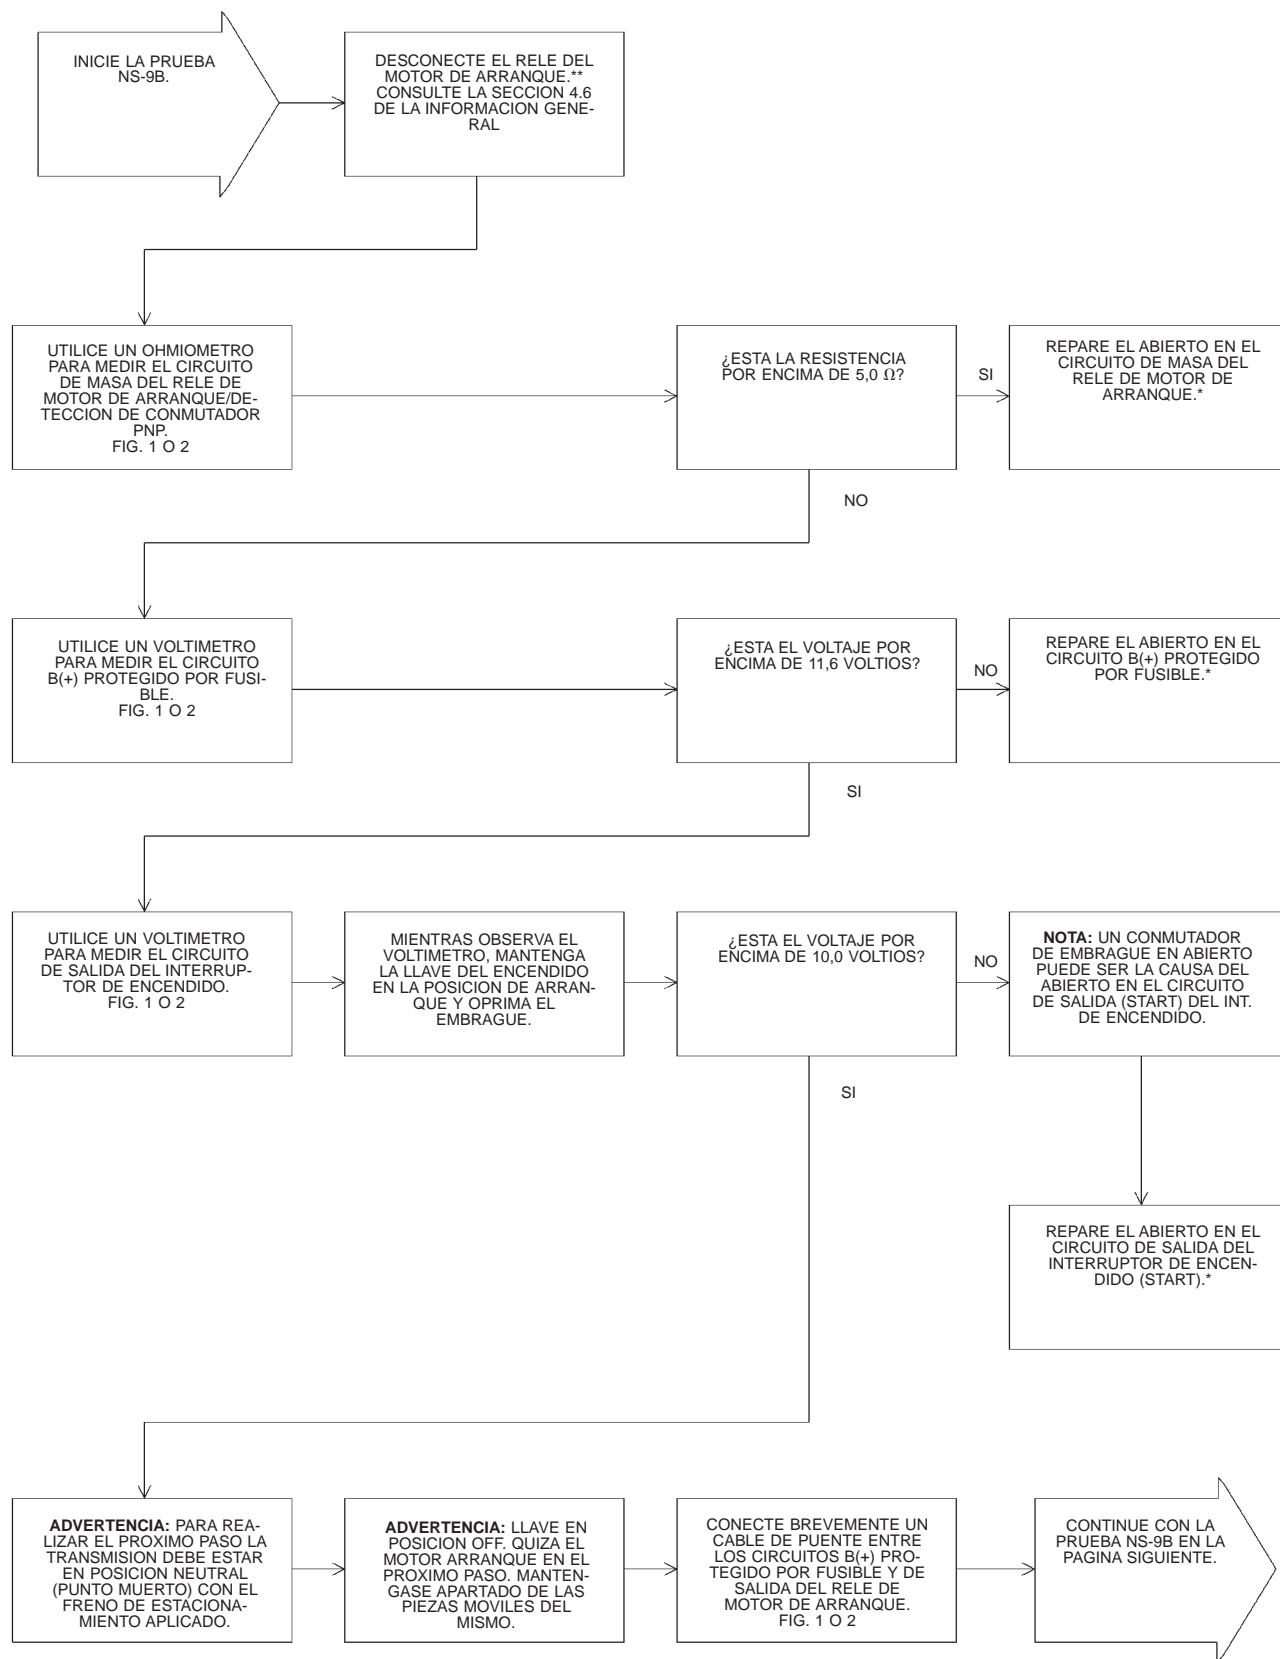 INICIE LA PRUEBA
NS-9B.
DESCONECTE EL RELE DEL
MOTOR DE ARRANQUE.**
CONSULTE LA SECCION 4.6
DE LA INFORMACION GENE-
RAL
UTILICE UN OHMIOMETRO
PARA MEDIR EL CIRCUITO
DE MASA DEL RELE DE
MOTOR DE ARRANQUE/DE-
TECCION DE CONMUTADOR
PNP.
FIG. 1 O 2
¿ESTA LA RESISTENCIA
POR ENCIMA DE 5,0 Ω?
SI
REPARE EL ABIERTO EN EL
CIRCUITO DE MASA DEL
RELE DE MOTOR DE
ARRANQUE.*
NO
UTILICE UN VOLTIMETRO
PARA MEDIR EL CIRCUITO
B(+) PROTEGIDO POR FUSI-
BLE.
FIG. 1 O 2
¿ESTA EL VOLTAJE POR
ENCIMA DE 11,6 VOLTIOS?
NO
REPARE EL ABIERTO EN EL
CIRCUITO B(+) PROTEGIDO
POR FUSIBLE.*
SI
UTILICE UN VOLTIMETRO
PARA MEDIR EL CIRCUITO
DE SALIDA DEL INTERRUP-
TOR DE ENCENDIDO.
FIG. 1 O 2
MIENTRAS OBSERVA EL
VOLTIMETRO, MANTENGA
LA LLAVE DEL ENCENDIDO
EN LA POSICION DE ARRAN-
QUE Y OPRIMA EL
EMBRAGUE.
¿ESTA EL VOLTAJE POR
ENCIMA DE 10,0 VOLTIOS?
NO
NOTA: UN CONMUTADOR
DE EMBRAGUE EN ABIERTO
PUEDE SER LA CAUSA DEL
ABIERTO EN EL CIRCUITO
DE SALIDA (START) DEL INT.
DE ENCENDIDO.
SI
REPARE EL ABIERTO EN EL
CIRCUITO DE SALIDA DEL
INTERRUPTOR DE ENCEN-
DIDO (START).*
ADVERTENCIA: PARA REA-
LIZAR EL PROXIMO PASO LA
TRANSMISION DEBE ESTAR
EN POSICION NEUTRAL
(PUNTO MUERTO) CON EL
FRENO DE ESTACIONA-
MIENTO APLICADO.
ADVERTENCIA: LLAVE EN
POSICION OFF. QUIZA EL
MOTOR ARRANQUE EN EL
PROXIMO PASO. MANTEN-
GASE APARTADO DE LAS
PIEZAS MOVILES DEL
MISMO.
CONECTE BREVEMENTE UN
CABLE DE PUENTE ENTRE
LOS CIRCUITOS B(+) PRO-
TEGIDO POR FUSIBLE Y DE
SALIDA DEL RELE DE
MOTOR DE ARRANQUE.
FIG. 1 O 2
CONTINUE CON LA
PRUEBA NS-9B EN LA
PAGINA SIGUIENTE.